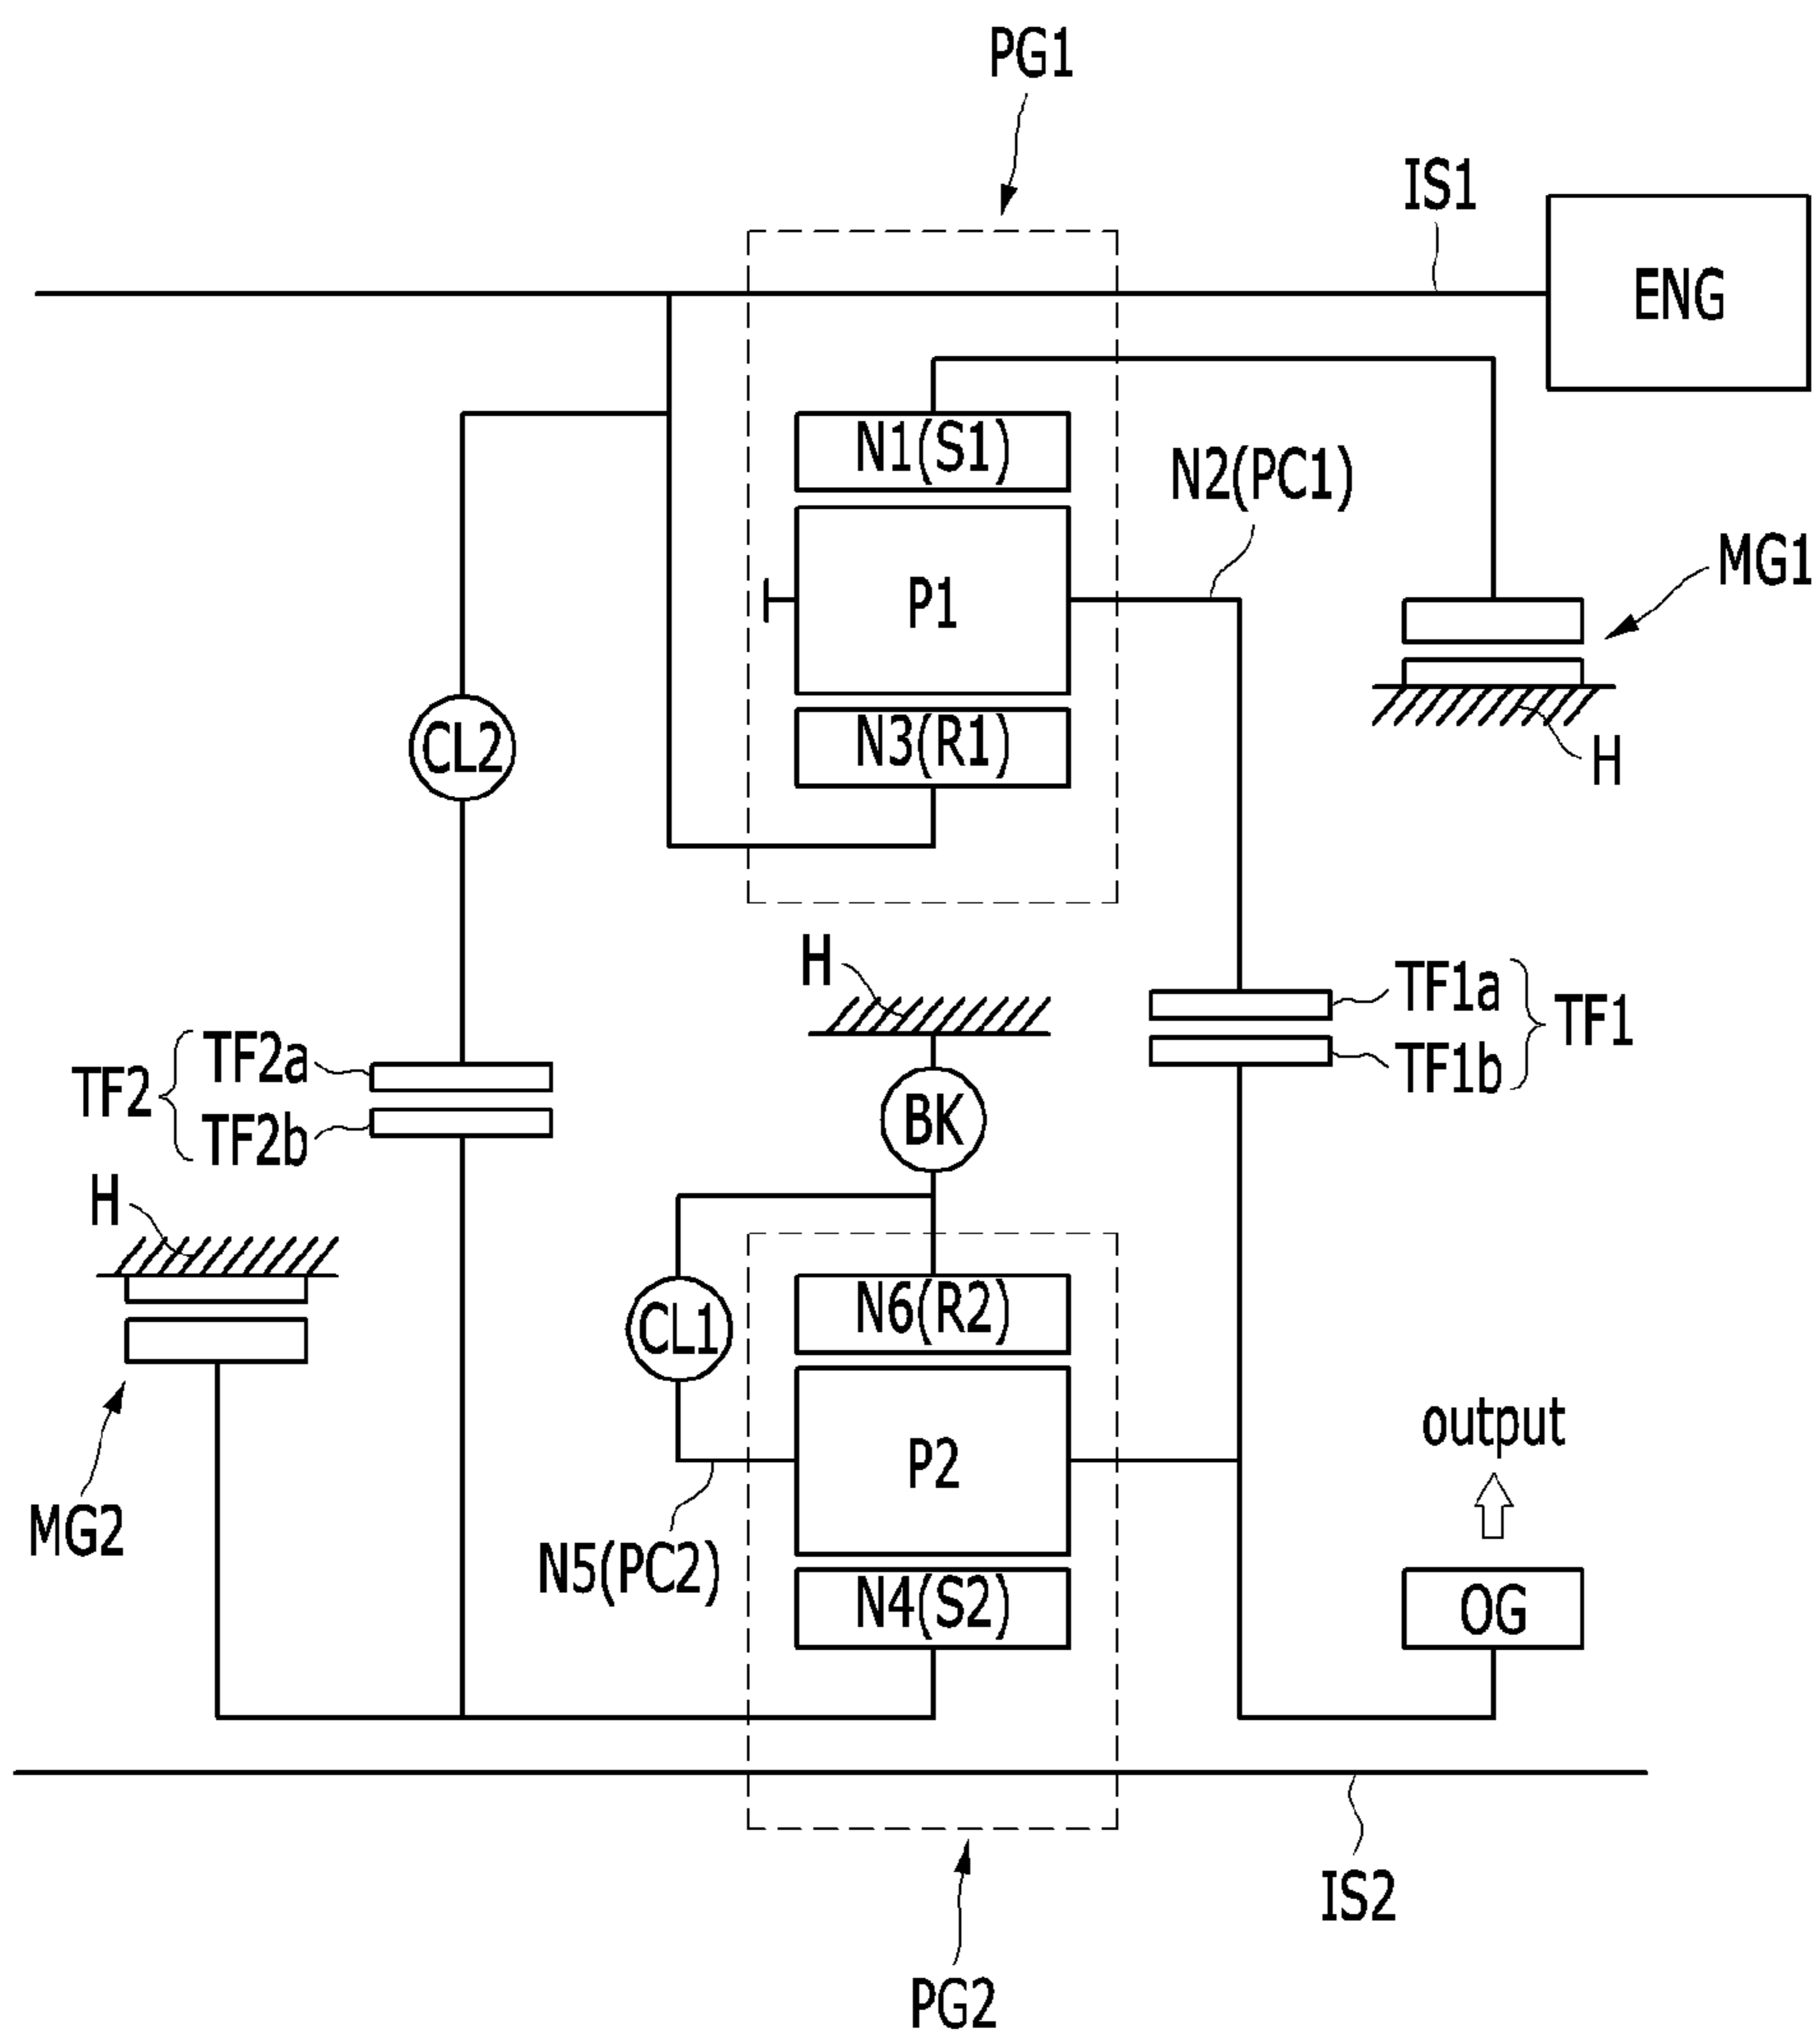 PG1
IS1
ENG
N1(S1)
N2(PC1)
MG1
P1
CL2
N3(R1)
H
H
TF1a
TF1
TF1b
TF2a
TF2
TF2b
BK
H
N6(R2)
CL1
output
P2
MG2
N5(PC2)
N4(S2)
OG
IS2
PG2